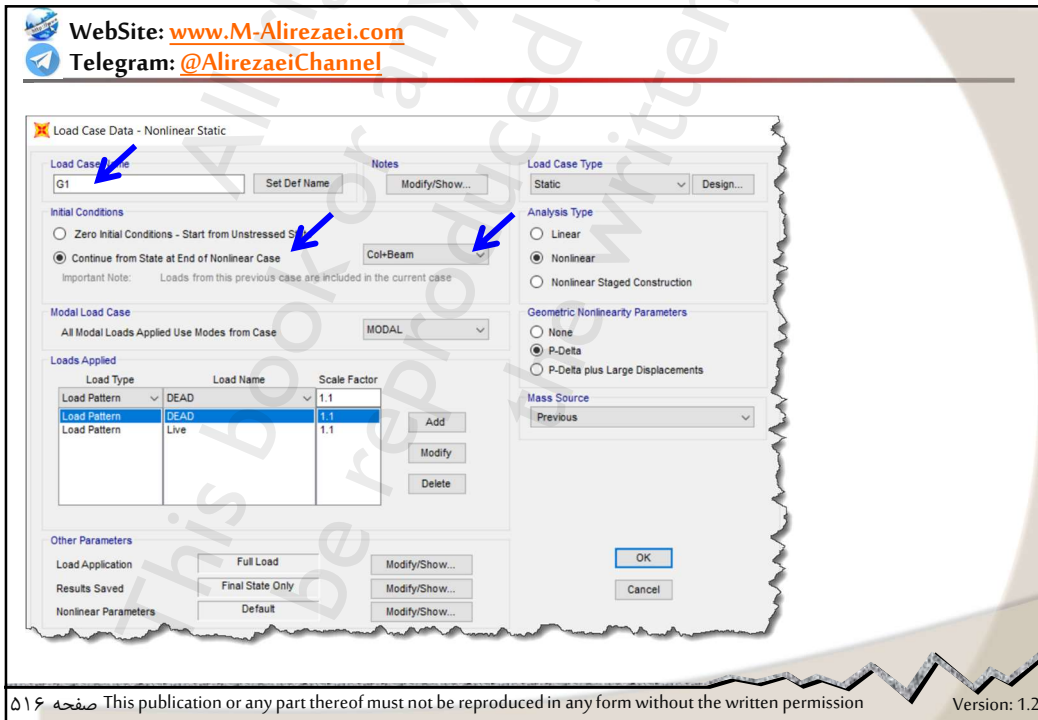 WebSite: www.M-Alirezaei.com
Telegram: @AlirezaeiChannel
Load Case Data - Nonlinear Static
Load Case Name
G1
Set Def Name
Notes
Modify/Show...
Load Case Type
Static
Design...
Initial Conditions
Zero Initial Conditions - Start from Unstressed
Continue from State at End of Nonlinear Case
Col+Beam
Important Note: Loads from this previous case are included in the current case
Analysis Type
Linear
Nonlinear
Nonlinear Staged Construction
Modal Load Case
All Modal Loads Applied Use Modes from Case
MODAL
Geometric Nonlinearity Parameters
None
P-Delta
P-Delta plus Large Displacements
Loads Applied
Load Type Load Name Scale Factor
Load Pattern DEAD 1.1
Load Pattern DEAD 1.1
Load Pattern Live 1.1
Add
Modify
Delete
Mass Source
Previous
Other Parameters
Load Application Full Load Modify/Show...
Results Saved Final State Only Modify/Show...
Nonlinear Parameters Default Modify/Show...
OK
Cancel
صفحه ۵۱۶ This publication or any part thereof must not be reproduced in any form without the written permission
Version: 1.2